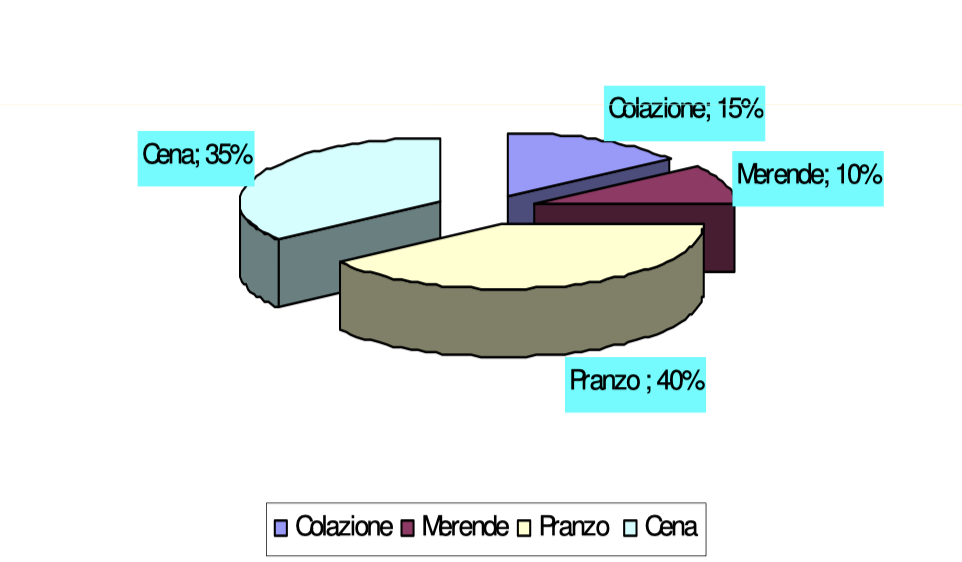 Colazione; 15%
Cena; 35%
Merende; 10%
Pranzo ; 40%
Colazione Merende Pranzo Cena